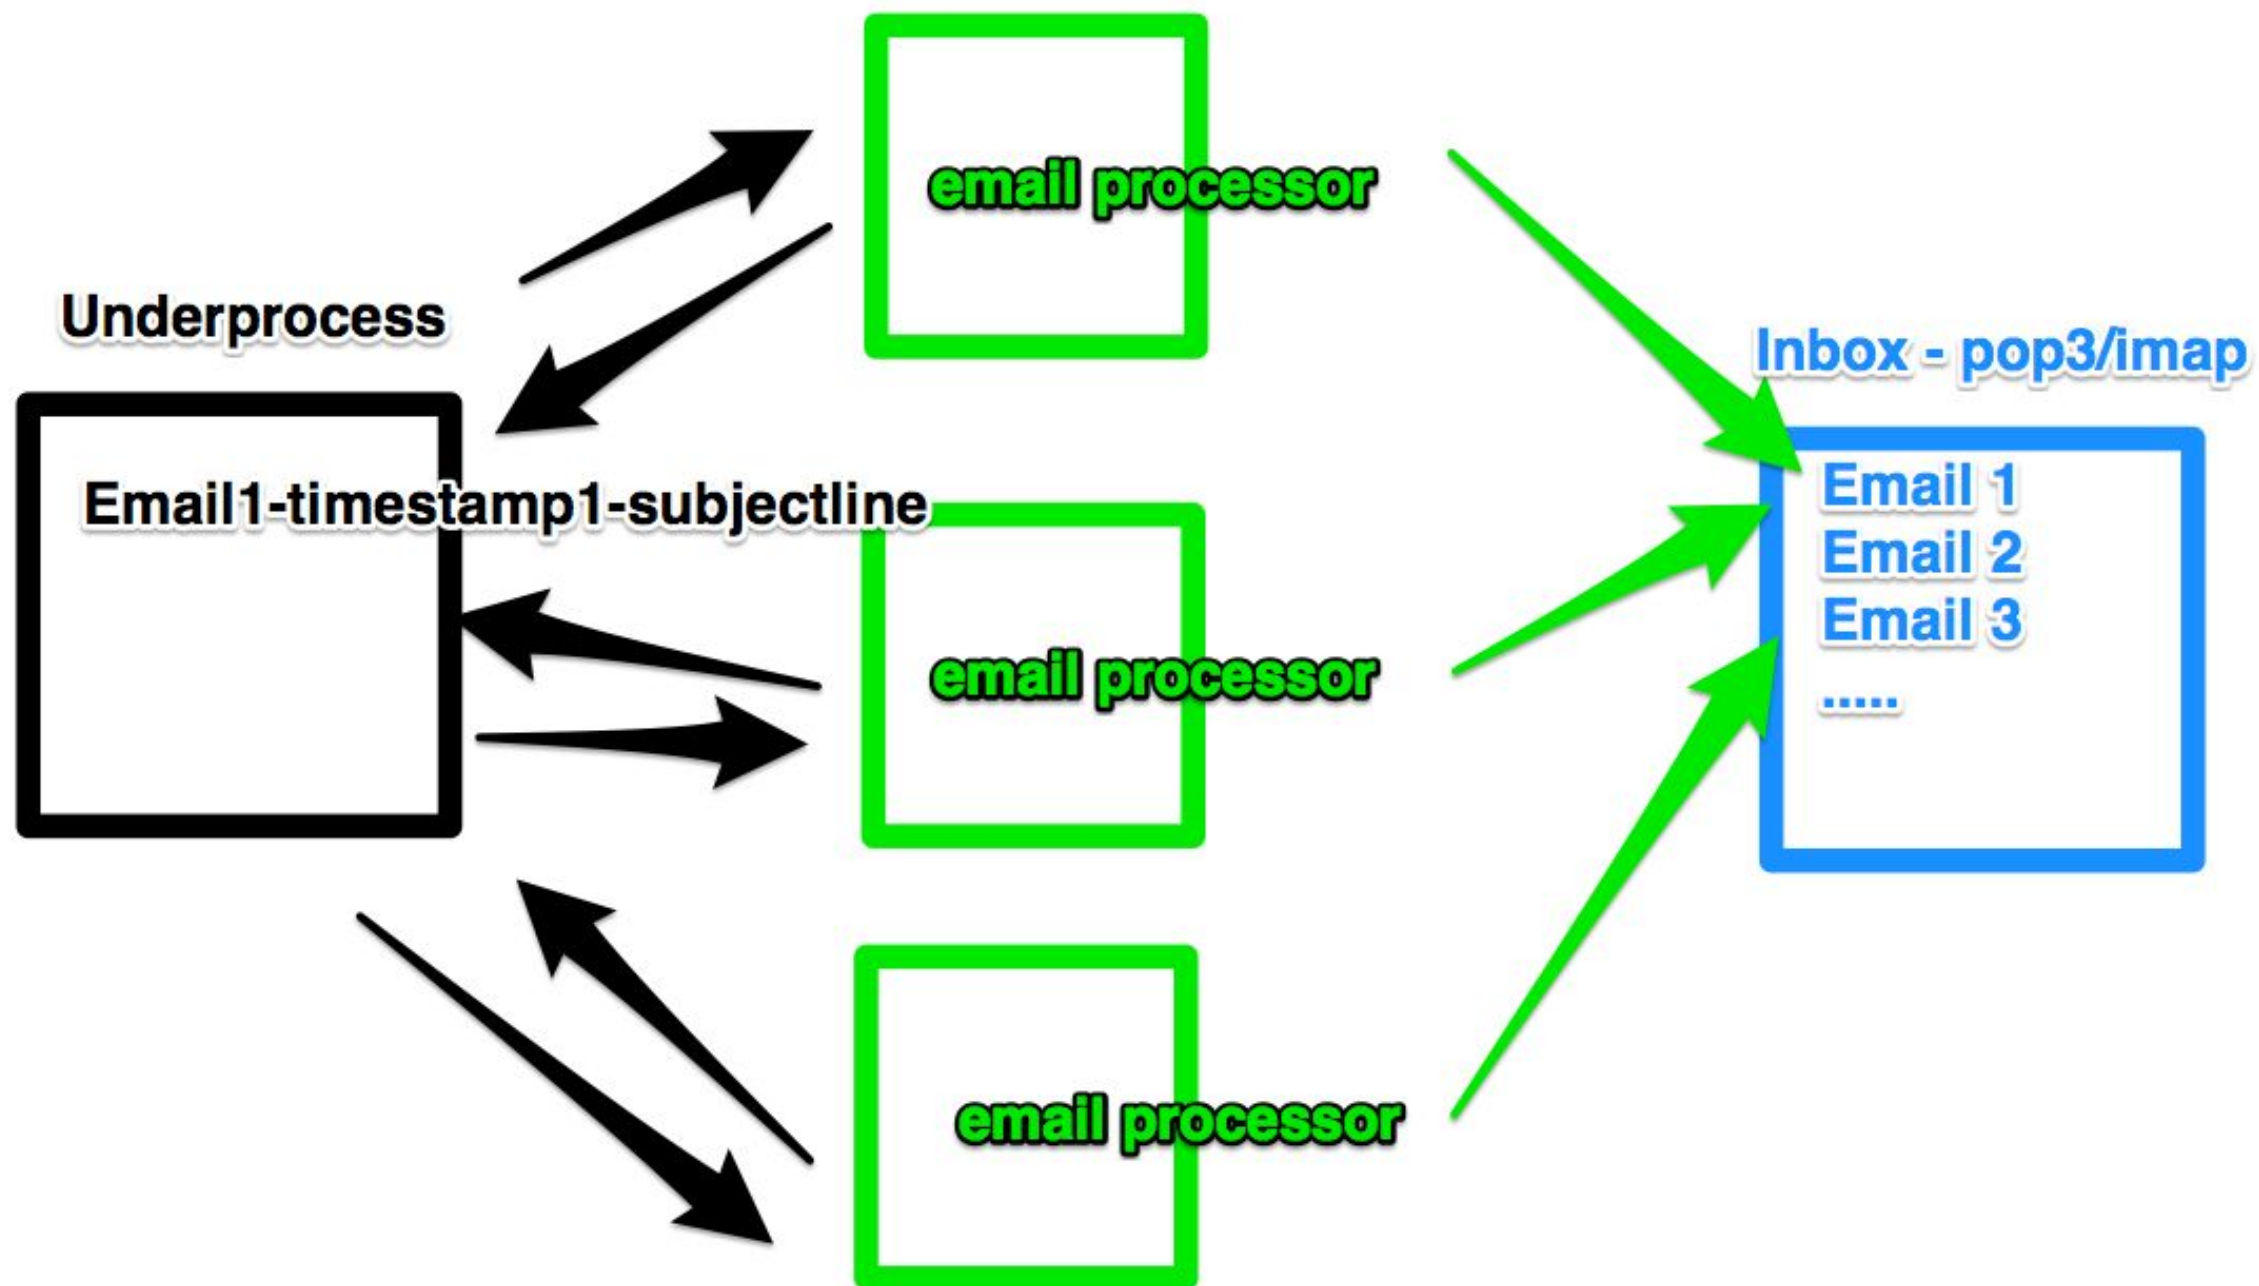 email processor
Underprocess
Inbox - pop3/imap
Email1-timestamp1-subjectline
Email 1
Email 2
Email 3
.....
email processor
email processor